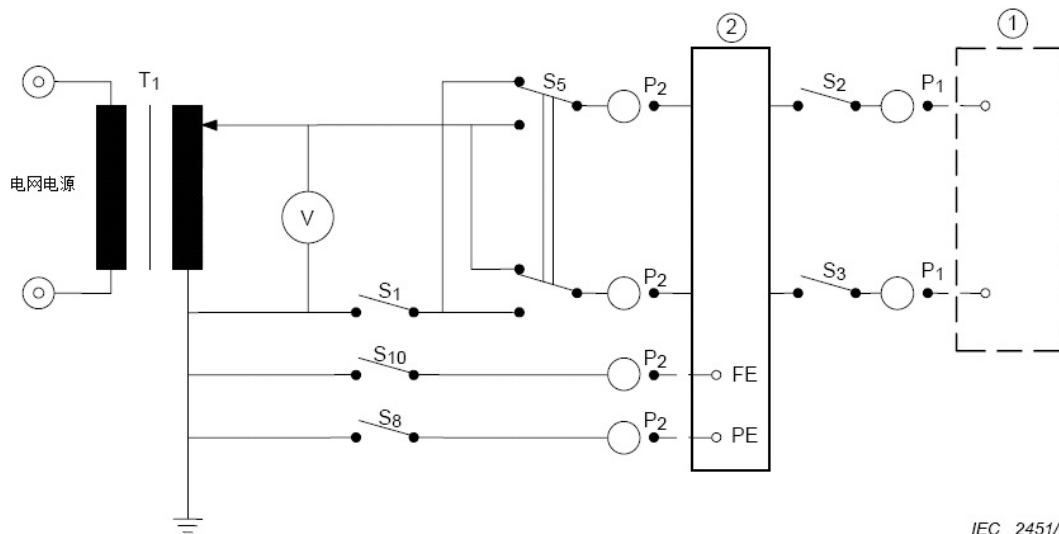 ②
①
T1
S5
P2
S2
P1
电网电源
V
S1
P2
S3
P1
S10
P2
FE
S8
P2
PE
IEC 2451/